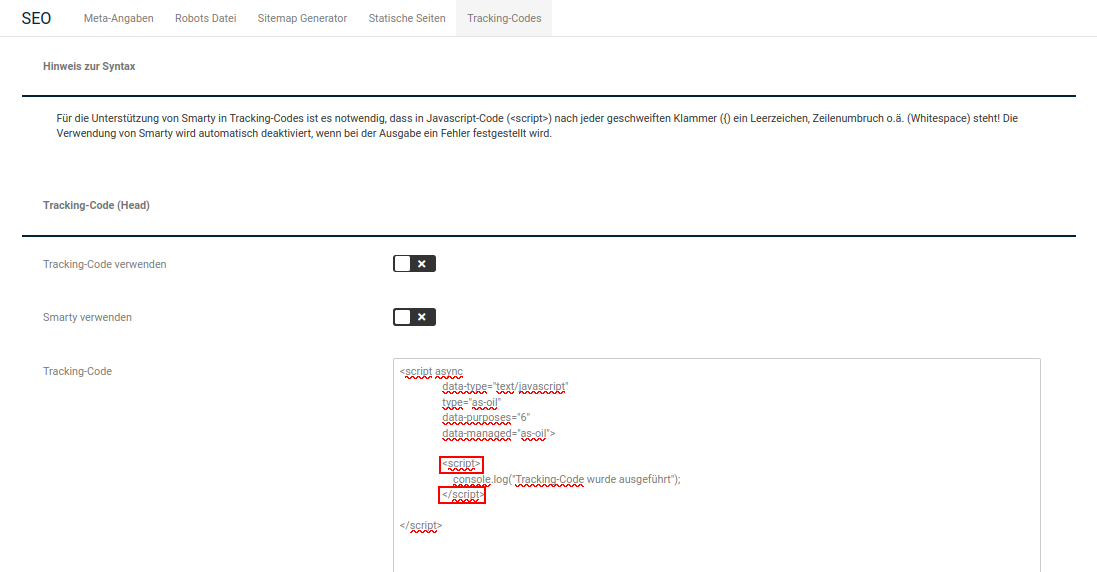 SEO Meta-Angaben Robots Datei Sitemap Generator Statische Seiten Tracking-Codes
Hinweis zur Syntax
Für die Unterstützung von Smarty in Tracking-Codes ist es notwendig, dass in Javascript-Code (<script>) nach jeder geschweiften Klammer ({) ein Leerzeichen, Zeilenumbruch o.ä. (Whitespace) steht! Die
Verwendung von Smarty wird automatisch deaktiviert, wenn bei der Ausgabe ein Fehler festgestellt wird.
Tracking-Code (Head)
Tracking-Code verwenden
Smarty verwenden
Tracking-Code
<script async
data-type="text/javascript"
type="as-oil"
data-purposes="6"
data-managed="as-oil">
<script>
console.log("Tracking-Code wurde ausgeführt");
</script>
</script>